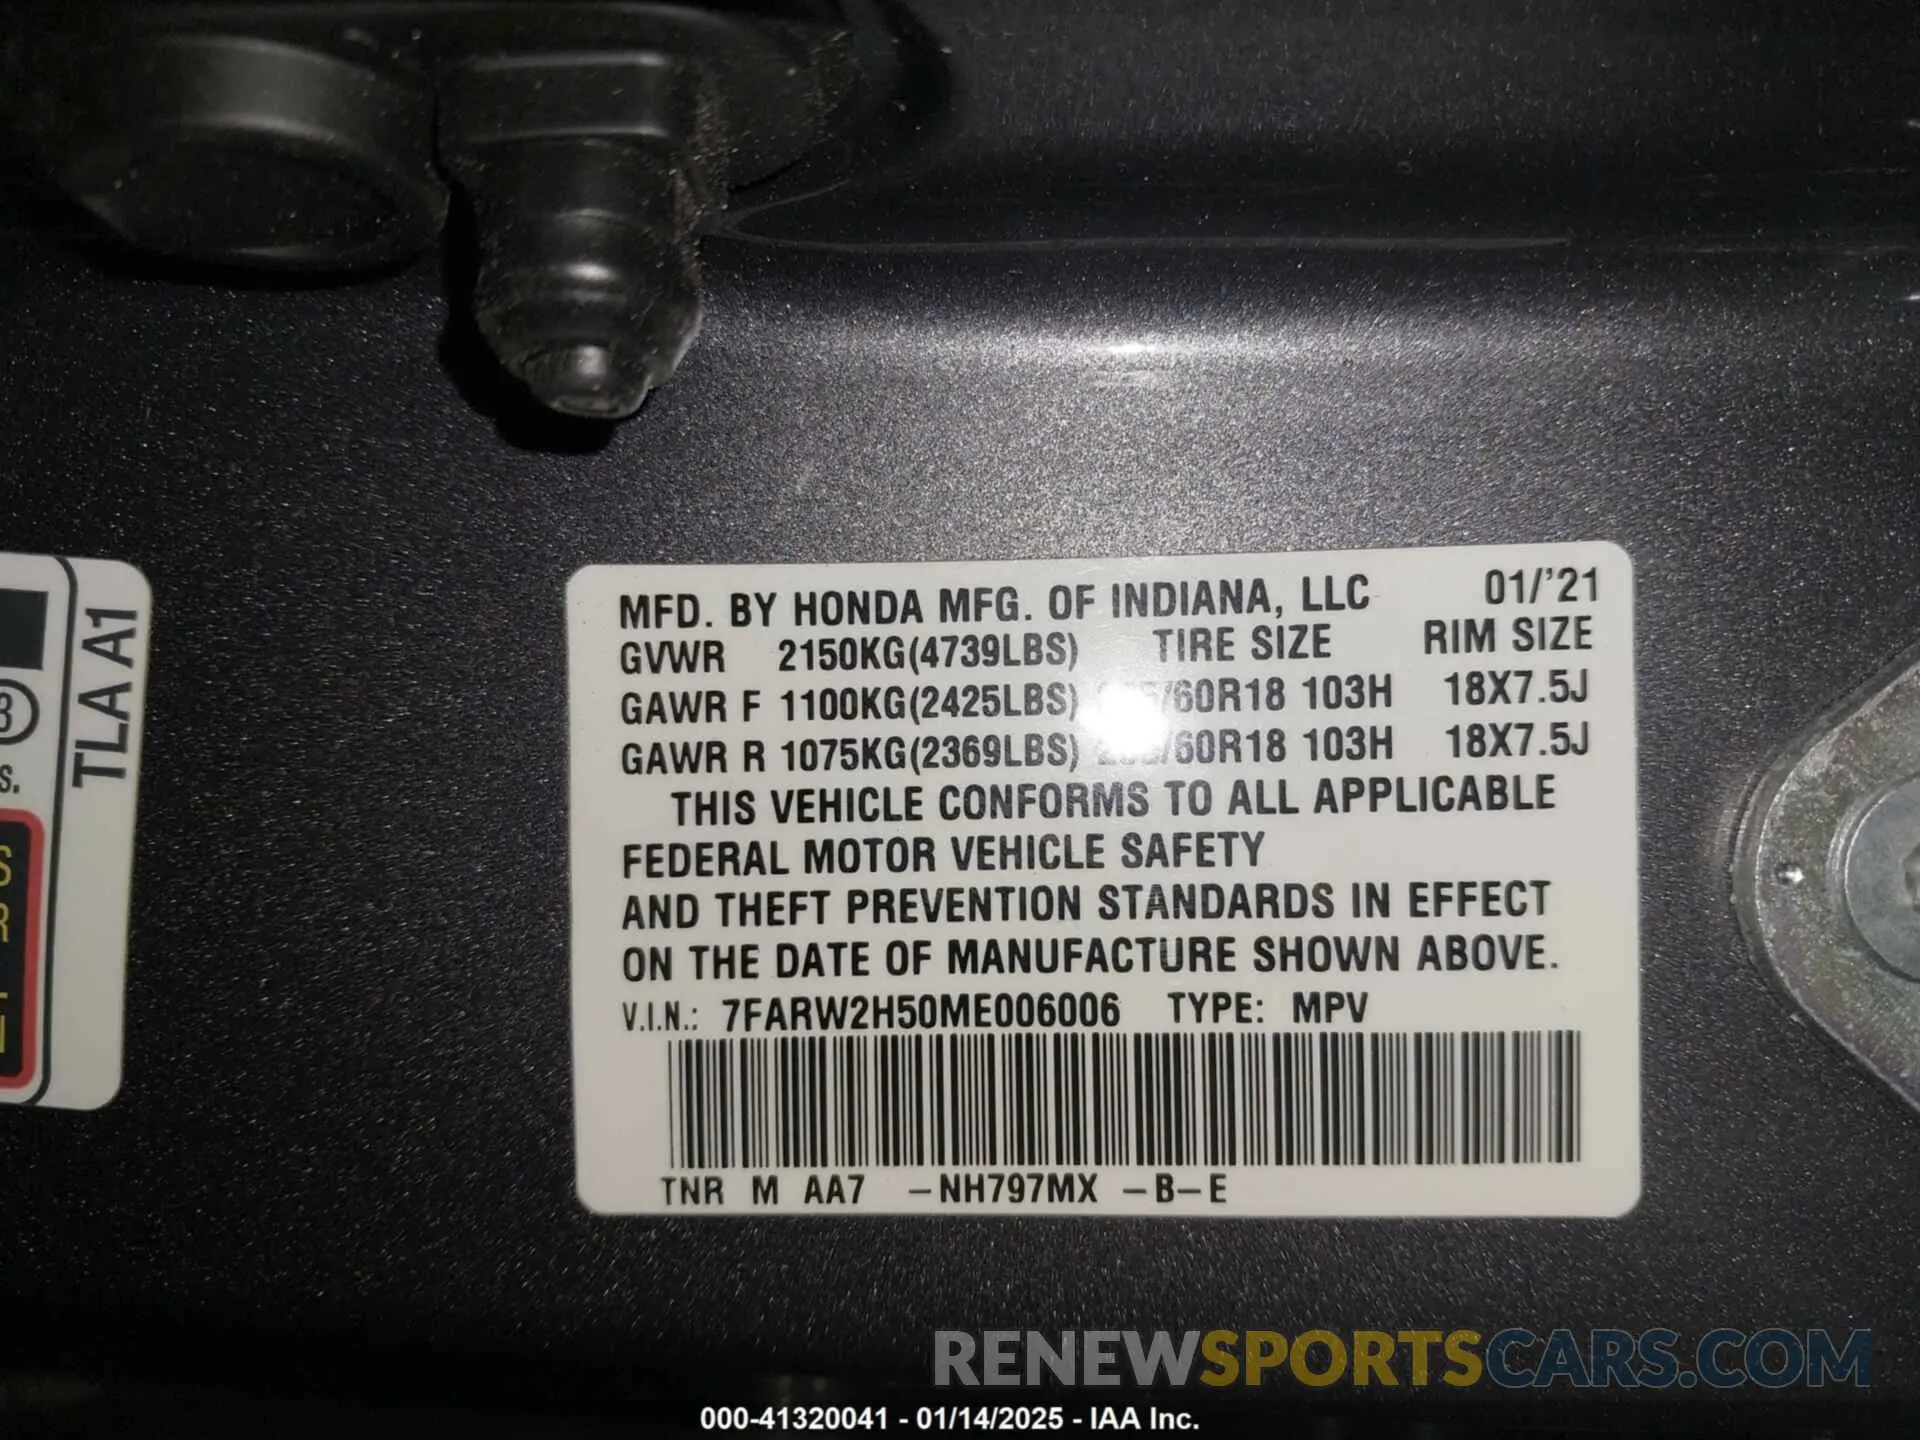 MFD. BY HONDA MFG. OF INDIANA, LLC 01/'21
GVWR 2150KG(4739LBS) TIRE SIZE RIM SIZE
GAWR F 1100KG(2425LBS) /60R18 103H 18X7.5J
GAWR R 1075KG(2369LBS) /60R18 103H 18X7.5J
THIS VEHICLE CONFORMS TO ALL APPLICABLE
FEDERAL MOTOR VEHICLE SAFETY
AND THEFT PREVENTION STANDARDS IN EFFECT
ON THE DATE OF MANUFACTURE SHOWN ABOVE.
V.I.N.: 7FARW2H50ME006006 TYPE: MPV
TNR M AA7 -NH797MX -B-E
TLA A1
RENEWSPORTSCARS.COM
000-41320041 - 01/14/2025 - IAA Inc.